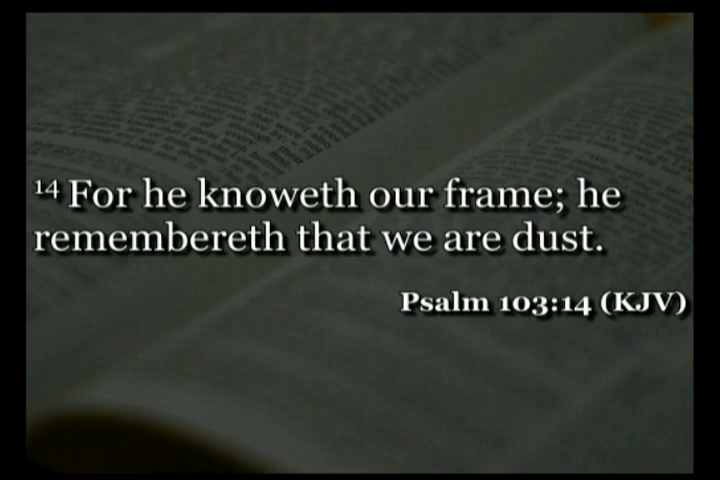 14 For he knoweth our frame; he
remembereth that we are dust.
Psalm 103:14 (KJV)